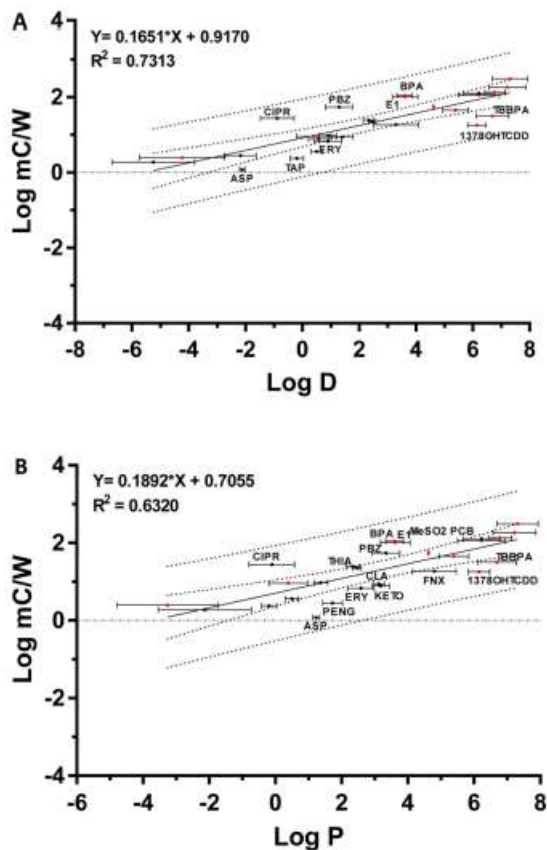 A
Y= 0.1651*X + 0.9170
R² = 0.7313
4
2
0
-2
-4
Log mC/W
CIPR
PBZ
BPA
E1
TBBPA
ERY
1378OHTCDD
TAP
ASP
-8 -6 -4 -2 0 2 4 6 8
Log D
B
Y= 0.1892*X + 0.7055
R² = 0.6320
4
2
0
-2
-4
Log mC/W
BPA E1 MeSO2 PCB
CIPR
PBZ
THIA
TBBPA
CLA
FNX
1378OHTCDD
ERY
KETO
PENG
ASP
-6 -4 -2 0 2 4 6 8
Log P